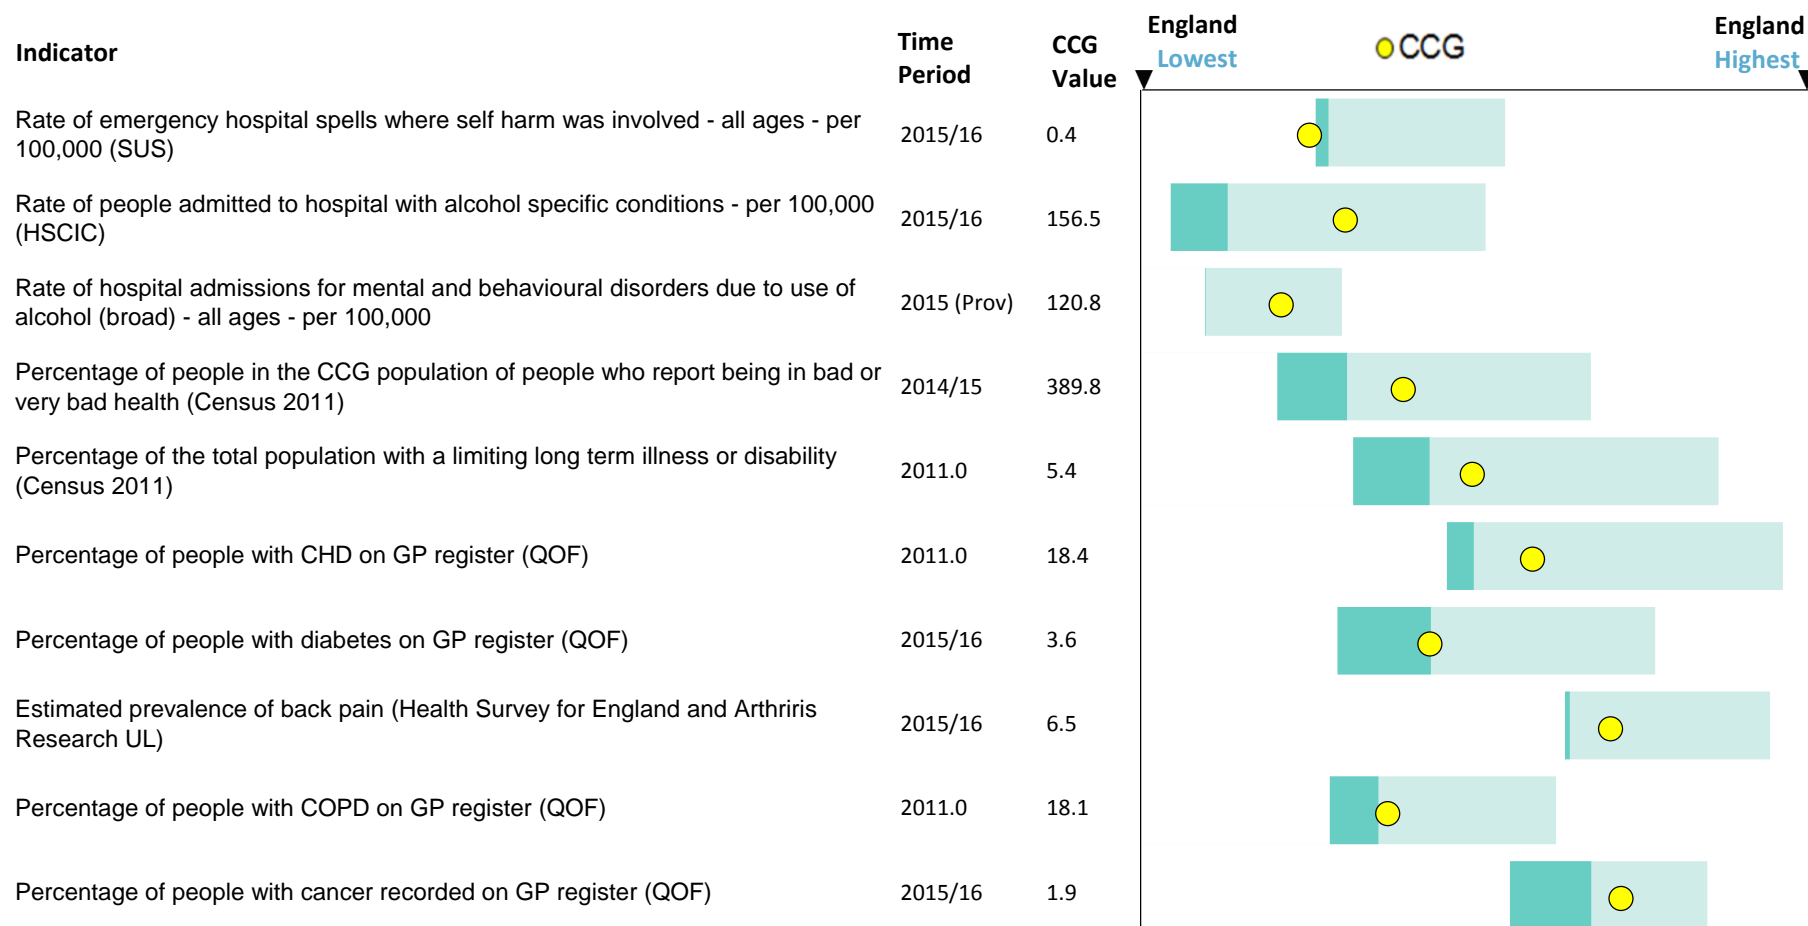 Indicator
Time
Period
CCG
Value
England
Lowest
CCG
England
Highest
Rate of emergency hospital spells where self harm was involved - all ages - per
100,000 (SUS)
2015/16
0.4
Rate of people admitted to hospital with alcohol specific conditions - per 100,000
(HSCIC)
2015/16
156.5
Rate of hospital admissions for mental and behavioural disorders due to use of
alcohol (broad) - all ages - per 100,000
2015 (Prov)
120.8
Percentage of people in the CCG population of people who report being in bad or
very bad health (Census 2011)
2014/15
389.8
Percentage of the total population with a limiting long term illness or disability
(Census 2011)
2011.0
5.4
Percentage of people with CHD on GP register (QOF)
2011.0
18.4
Percentage of people with diabetes on GP register (QOF)
2015/16
3.6
Estimated prevalence of back pain (Health Survey for England and Arthriris
Research UL)
2015/16
6.5
Percentage of people with COPD on GP register (QOF)
2011.0
18.1
Percentage of people with cancer recorded on GP register (QOF)
2015/16
1.9